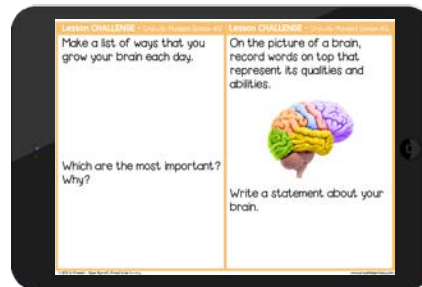 Lesson CHALLENGE -
Make a list of ways that you
grow your brain each day.
Which are the most important?
Why?
Lesson CHALLENGE -
On the picture of a brain,
record words on top that
represent its qualities and
abilities.
Write a statement about your
brain.